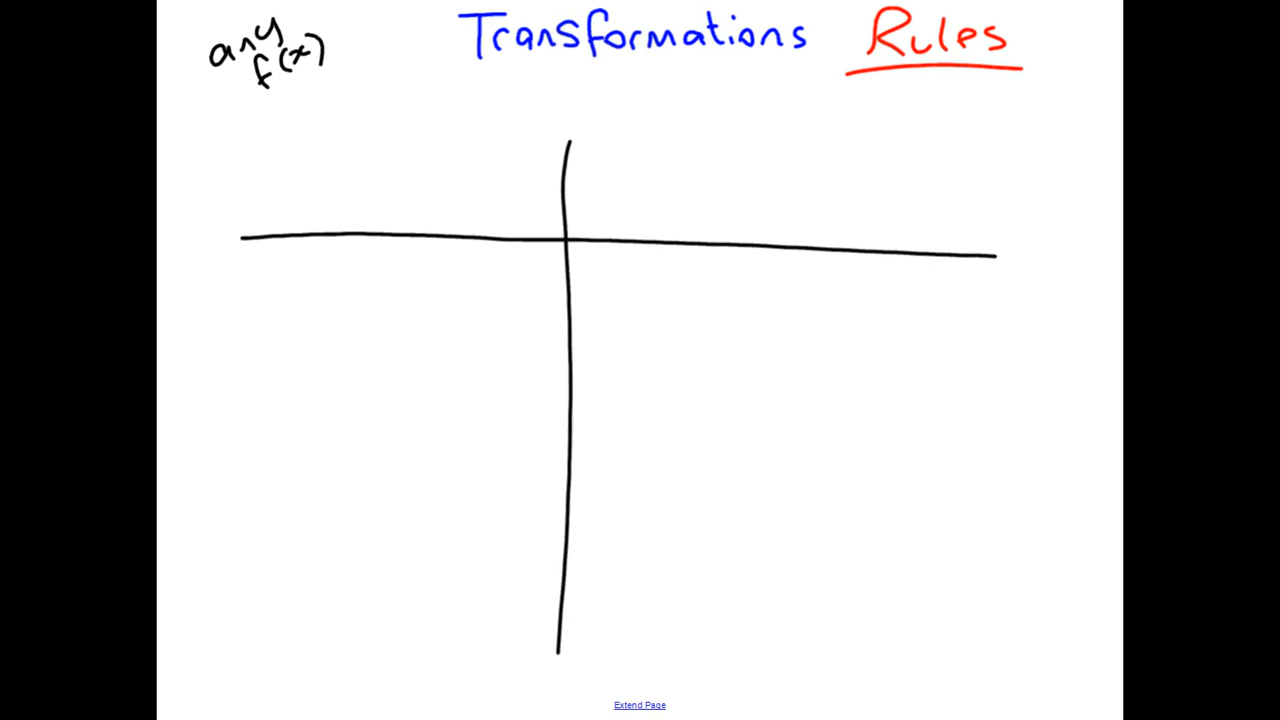 any
f(x)
Transformations Rules
Extend Page